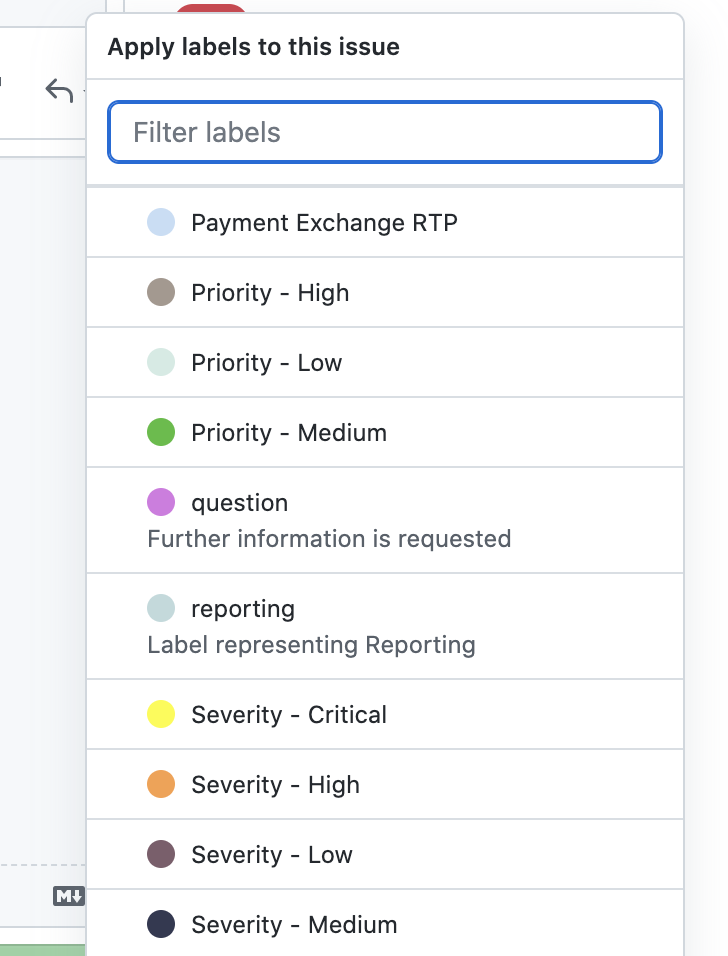 Apply labels to this issue
Filter labels
Payment Exchange RTP
Priority - High
Priority - Low
Priority - Medium
question
Further information is requested
reporting
Label representing Reporting
Severity - Critical
Severity - High
Severity - Low
Severity - Medium
M